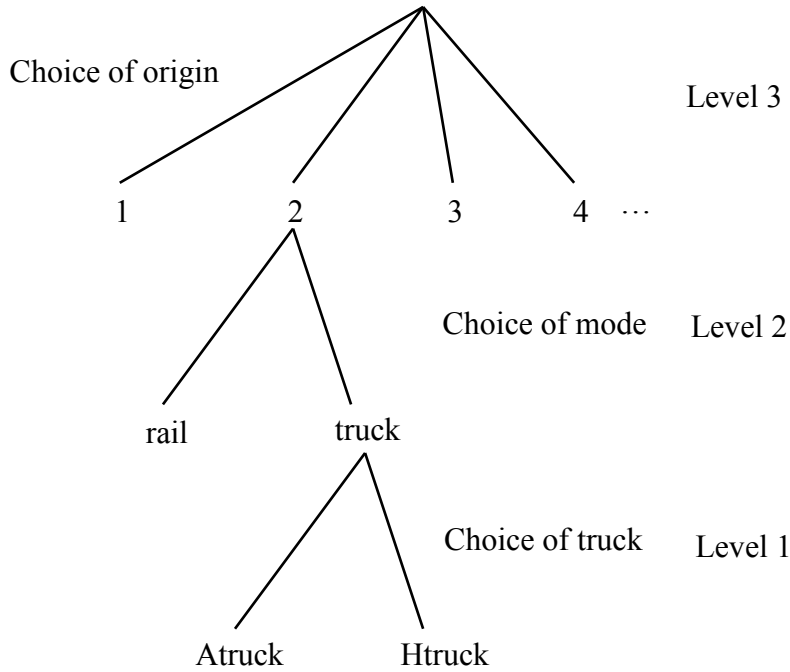 Choice of origin
Level 3
1 2 3 4 ...
Choice of mode Level 2
rail truck
Choice of truck Level 1
Atruck Htruck